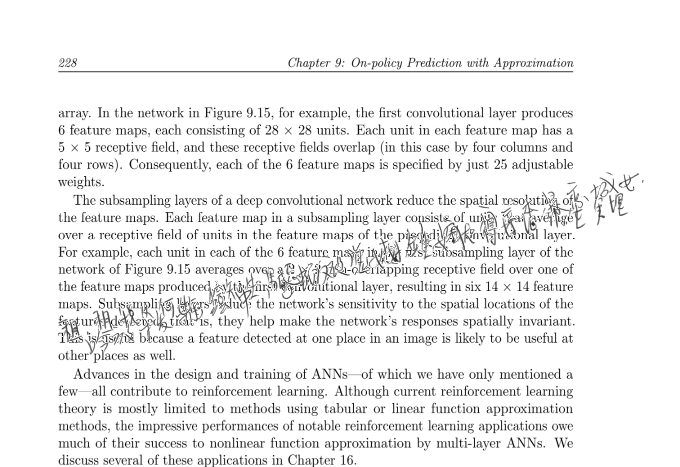 228
Chapter 9: On-policy Prediction with Approximation
array. In the network in Figure 9.15, for example, the first convolutional layer produces
6 feature maps, each consisting of 28 × 28 units. Each unit in each feature map has a
5 × 5 receptive field, and these receptive fields overlap (in this case by four columns and
four rows). Consequently, each of the 6 feature maps is specified by just 25 adjustable
weights.
The subsampling layers of a deep convolutional network reduce the spatial resolution of
the feature maps. Each feature map in a subsampling layer consists of units that average
over a receptive field of units in the feature maps of the preceding convolutional layer.
For example, each unit in each of the 6 feature maps in the first subsampling layer of the
network of Figure 9.15 averages over a 2 × 2 non-overlapping receptive field over one of
the feature maps produced by the first convolutional layer, resulting in six 14 × 14 feature
maps. Subsampling layers reduce the network's sensitivity to the spatial locations of the
features detected, that is, they help make the network's responses spatially invariant.
This is useful because a feature detected at one place in an image is likely to be useful at
other places as well.
Advances in the design and training of ANNs—of which we have only mentioned a
few—all contribute to reinforcement learning. Although current reinforcement learning
theory is mostly limited to methods using tabular or linear function approximation
methods, the impressive performances of notable reinforcement learning applications owe
much of their success to nonlinear function approximation by multi-layer ANNs. We
discuss several of these applications in Chapter 16.